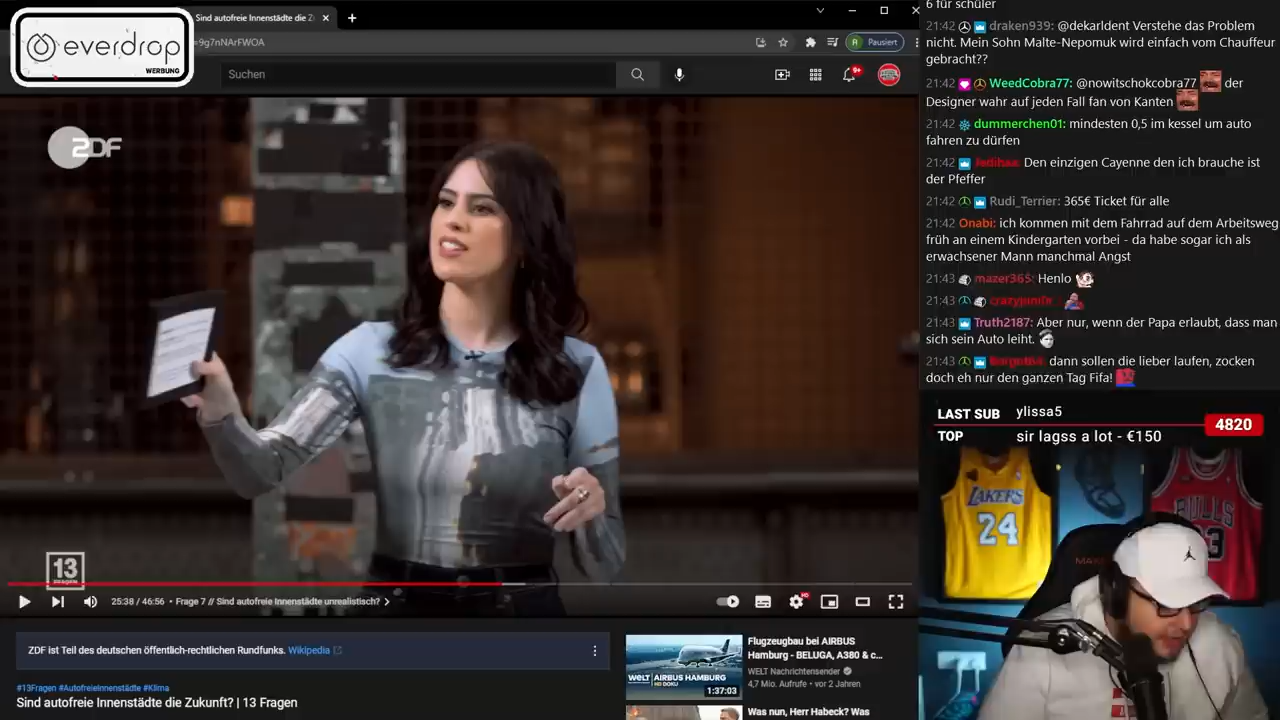 everdrop
WERBUNG
Sind autofreie Innenstädte die Z
=9g7nNArFWOA
Pausiert
Suchen
9+
ZDF
13
FRAGEN
25:38 / 46:56 • Frage 7 // Sind autofreie Innenstädte unrealistisch?
HD
ZDF ist Teil des deutschen öffentlich-rechtlichen Rundfunks. Wikipedia
#13Fragen #AutofreieInnenstädte #Klima
Sind autofreie Innenstädte die Zukunft? | 13 Fragen
WELT AIRBUS HAMBURG
HD DOKU
1:37:03
Flugzeugbau bei AIRBUS
Hamburg - BELUGA, A380 & c...
WELT Nachrichtensender
4,7 Mio. Aufrufe • vor 2 Jahren
Was nun, Herr Habeck? Was
6 für schüler
21:42 draken939: @dekarldent Verstehe das Problem
nicht. Mein Sohn Malte-Nepomuk wird einfach vom Chauffeur
gebracht??
21:42 WeedCobra77: @nowitschokcobra77 der
Designer wahr auf jeden Fall fan von Kanten
21:42 dummerchen01: mindesten 0,5 im kessel um auto
fahren zu dürfen
21:42 Den einzigen Cayenne den ich brauche ist
der Pfeffer
21:42 Rudi_Terrier: 365€ Ticket für alle
21:42 Onabi: ich kommen mit dem Fahrrad auf dem Arbeitsweg
früh an einem Kindergarten vorbei - da habe sogar ich als
erwachsener Mann manchmal Angst
21:43 mazer365: Henlo
21:43
21:43 Truth2187: Aber nur, wenn der Papa erlaubt, dass man
sich sein Auto leiht.
21:43 dann sollen die lieber laufen, zocken
doch eh nur den ganzen Tag Fifa!
LAST SUB ylissa5
4820
TOP sir lagss a lot - €150
LAKERS
24
BULLS